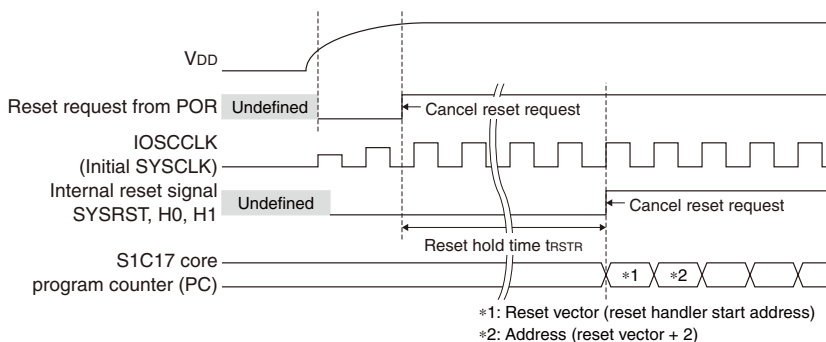 VDD
Reset request from POR
Undefined
Cancel reset request
IOSCCLK
(Initial SYSCLK)
Internal reset signal
SYSRST, H0, H1
Undefined
Cancel reset request
Reset hold time tRSTR
S1C17 core
program counter (PC)
*1
*2
*1: Reset vector (reset handler start address)
*2: Address (reset vector + 2)